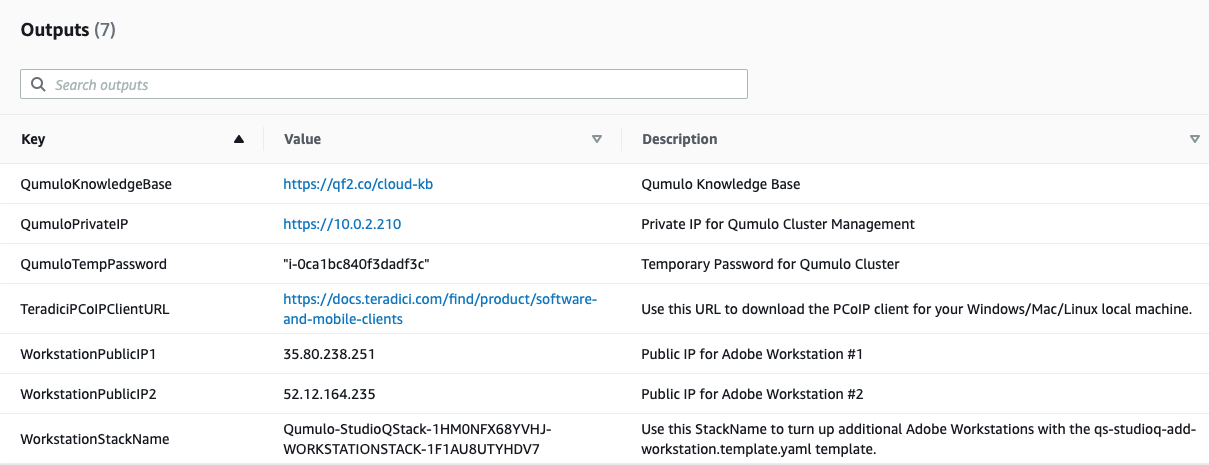 Outputs (7)
Search outputs
Key
Value
Description
QumuloKnowledgeBase
https://qf2.co/cloud-kb
Qumulo Knowledge Base
QumuloPrivateIP
https://10.0.2.210
Private IP for Qumulo Cluster Management
QumuloTempPassword
"i-0ca1bc840f3dadf3c"
Temporary Password for Qumulo Cluster
TeradiciPCoIPClientURL
https://docs.teradici.com/find/product/software-
and-mobile-clients
Use this URL to download the PCoIP client for your Windows/Mac/Linux local machine.
WorkstationPublicIP1
35.80.238.251
Public IP for Adobe Workstation #1
WorkstationPublicIP2
52.12.164.235
Public IP for Adobe Workstation #2
WorkstationStackName
Qumulo-StudioQStack-1HM0NFX68YVHJ-
WORKSTATIONSTACK-1F1AU8UTYHDV7
Use this StackName to turn up additional Adobe Workstations with the qs-studioq-add-
workstation.template.yaml template.